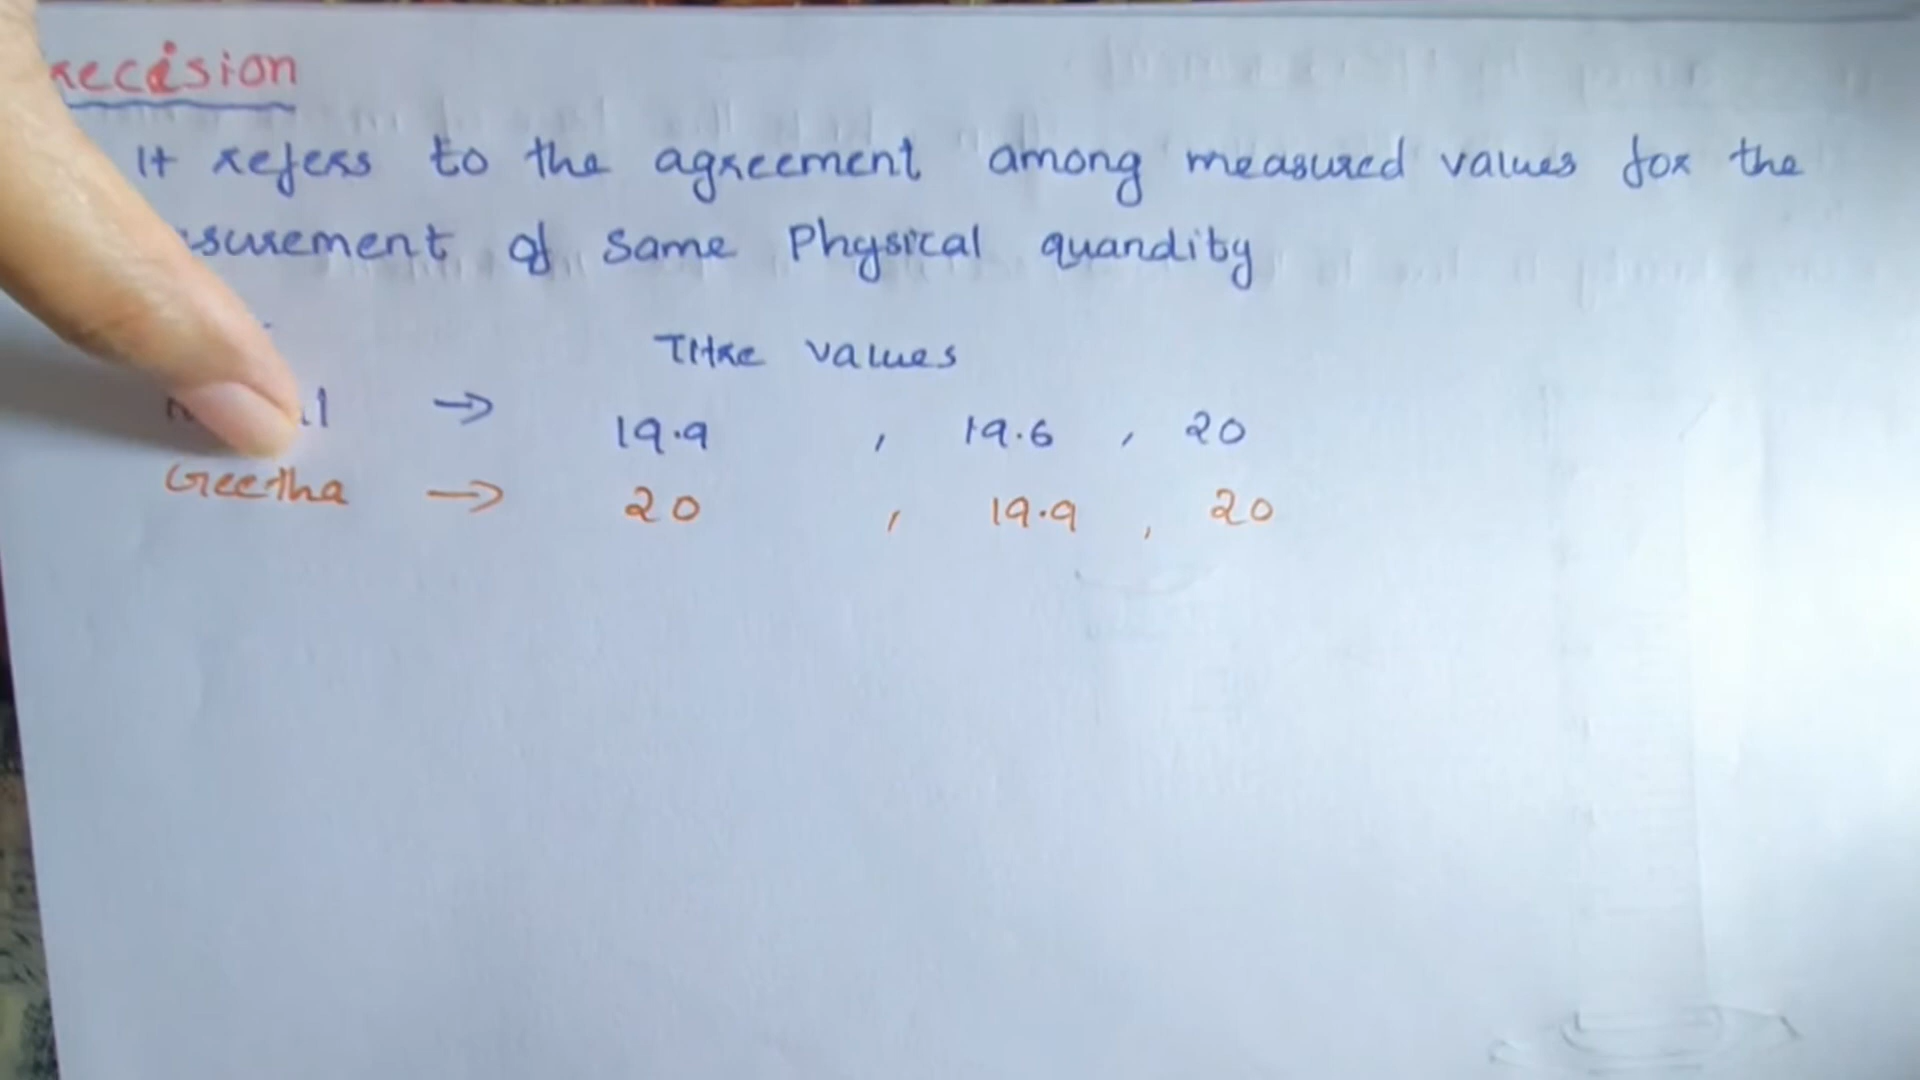 recision
It refers to the agreement among measured values for the
surement of Same Physical quandity
Titre values
→ 19.9 , 19.6 , 20
Geetha → 20 , 19.9 , 20